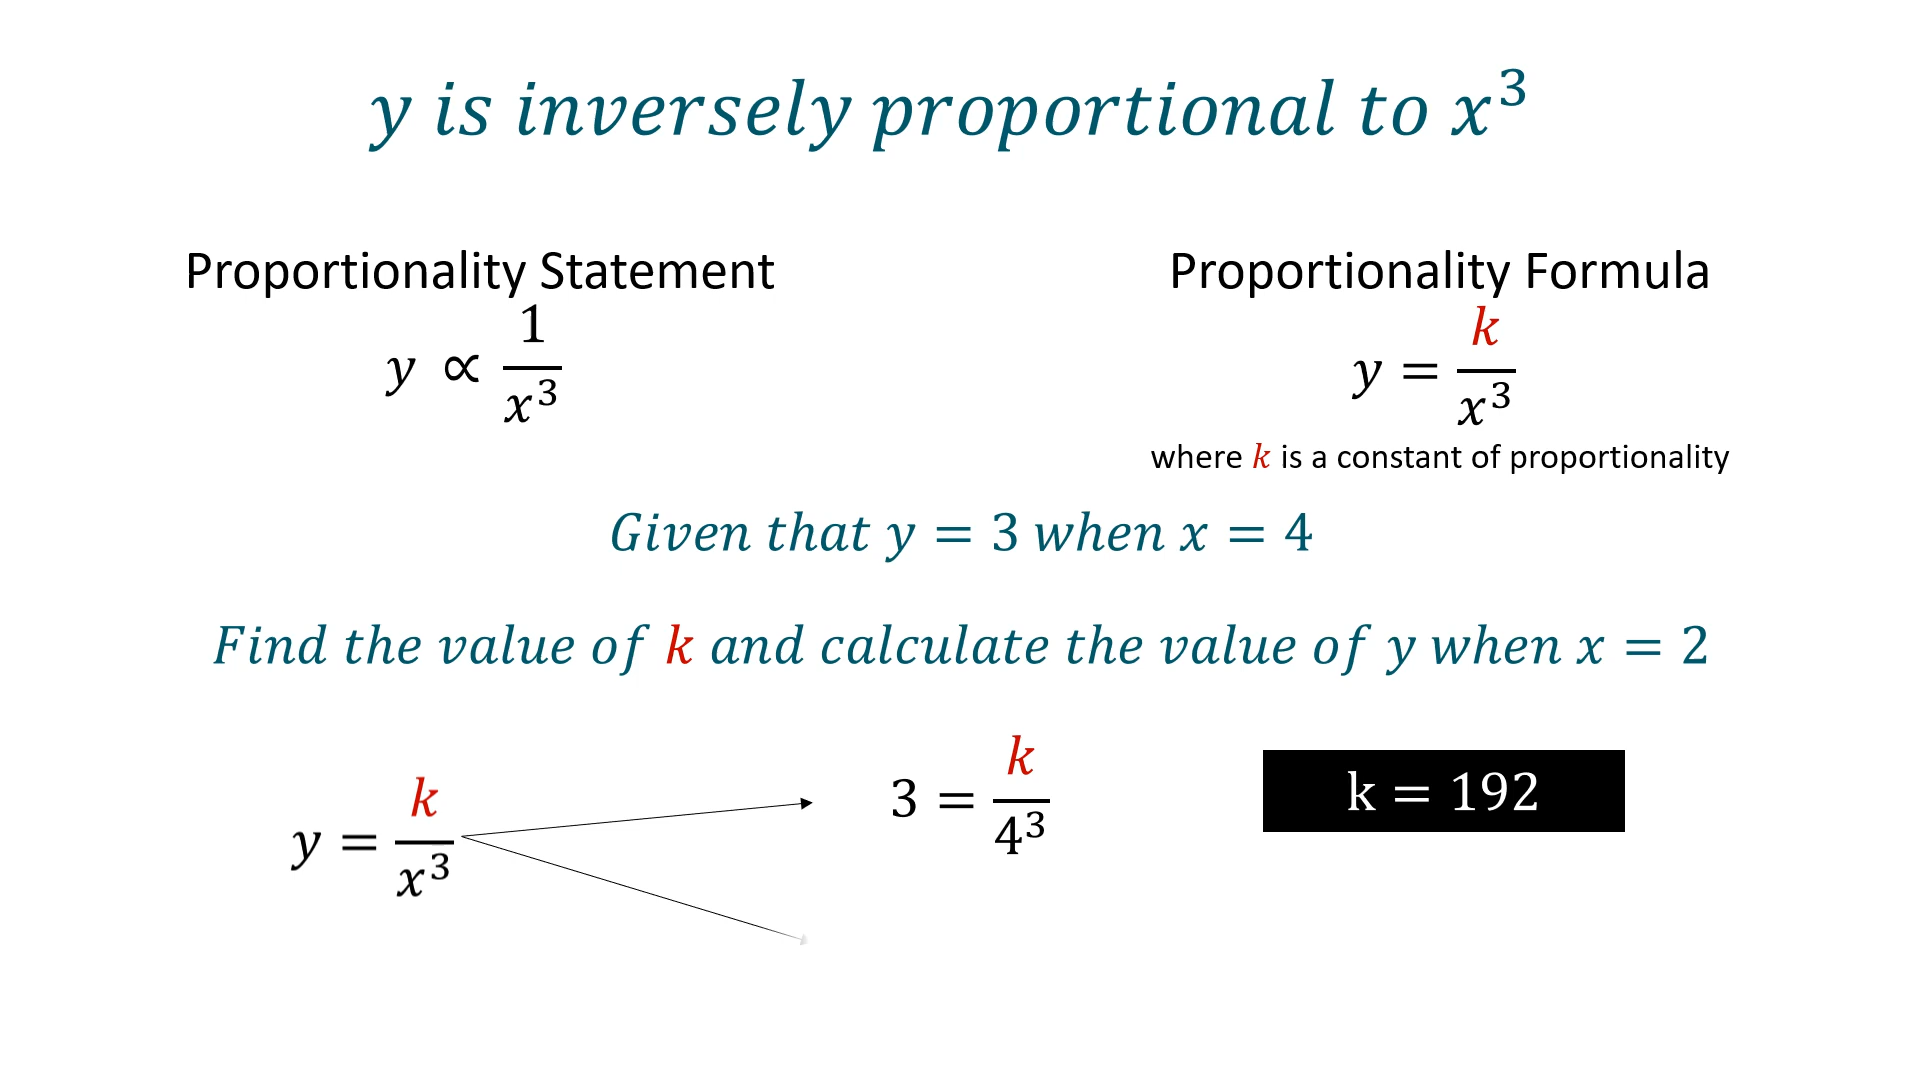 y is inversely proportional to x³
Proportionality Statement
y ∝ 1/x³
Proportionality Formula
y = k/x³
where k is a constant of proportionality
Given that y = 3 when x = 4
Find the value of k and calculate the value of y when x = 2
y = k/x³
3 = k/4³
k = 192